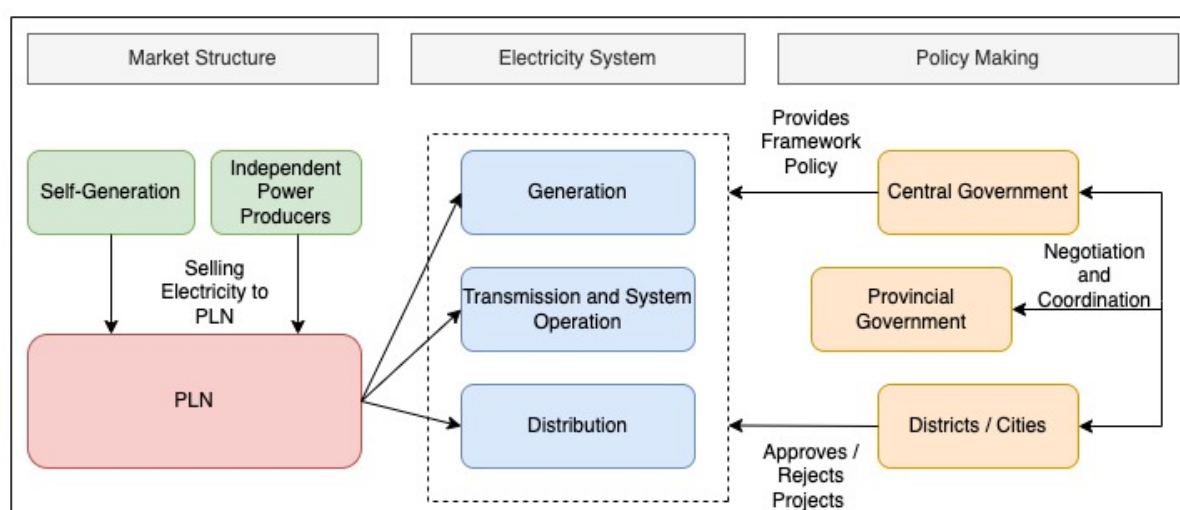 Market Structure
Electricity System
Policy Making
Self-Generation
Independent
Power
Producers
Selling
Electricity to
PLN
PLN
Generation
Transmission and System
Operation
Distribution
Provides
Framework
Policy
Central Government
Negotiation
and
Coordination
Provincial
Government
Districts / Cities
Approves /
Rejects
Projects